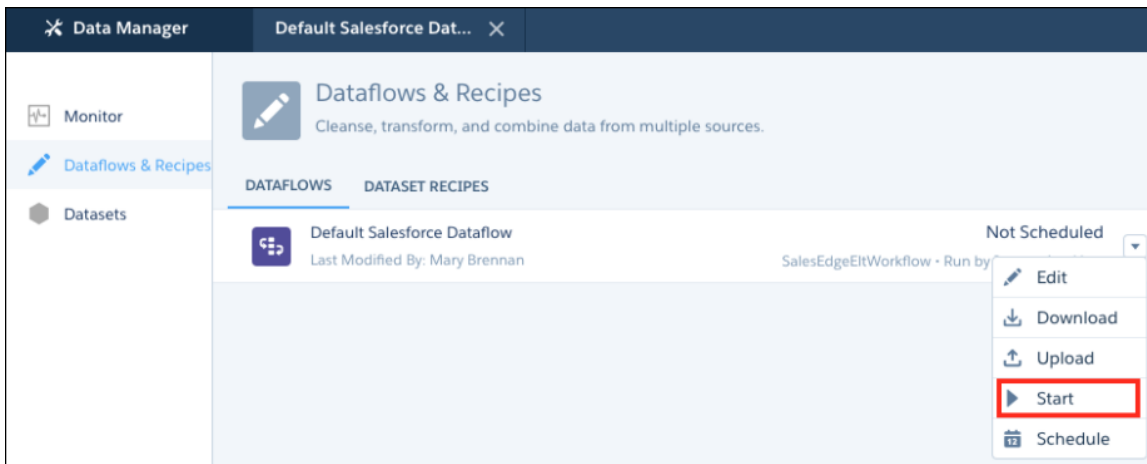 Data Manager
Default Salesforce Dat...
Monitor
Dataflows & Recipes
Datasets
Dataflows & Recipes
Cleanse, transform, and combine data from multiple sources.
DATAFLOWS DATASET RECIPES
Default Salesforce Dataflow Not Scheduled
Last Modified By: Mary Brennan SalesEdgeEltWorkflow • Run by
Edit
Download
Upload
Start
Schedule